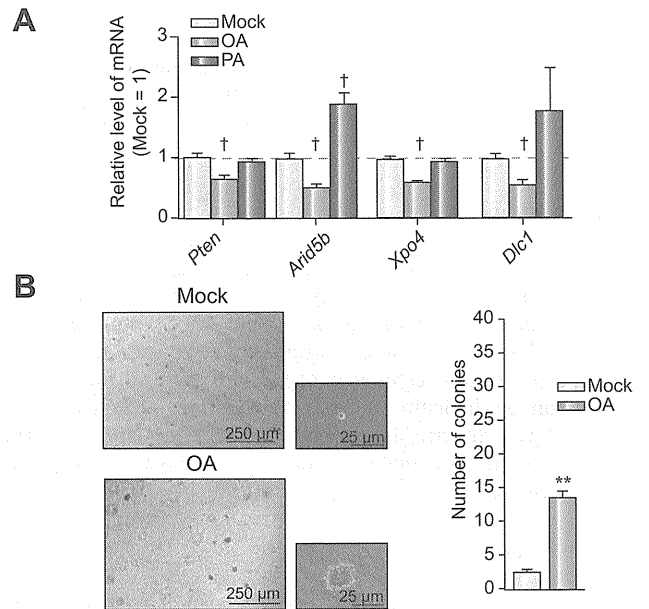 A
Relative level of mRNA
(Mock = 1)
3
2
1
0
Mock
OA
PA
†
†
†
†
†
Pten
Arid5b
Xpo4
Dlc1
B
Mock
250 µm
25 µm
OA
250 µm
25 µm
Number of colonies
40
35
30
25
20
15
10
5
0
Mock
OA
**